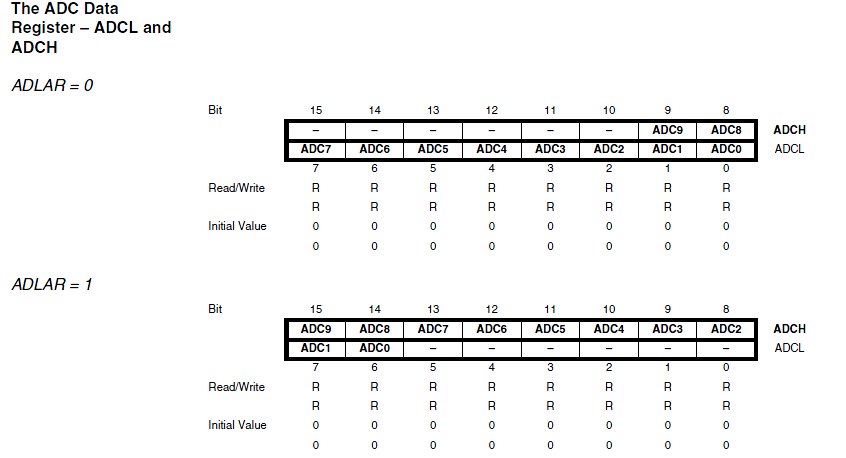 The ADC Data
Register – ADCL and
ADCH
ADLAR = 0
Bit 15 14 13 12 11 10 9 8
– – – – – – ADC9 ADC8 ADCH
ADC7 ADC6 ADC5 ADC4 ADC3 ADC2 ADC1 ADC0 ADCL
7 6 5 4 3 2 1 0
Read/Write R R R R R R R R
R R R R R R R R
Initial Value 0 0 0 0 0 0 0 0
0 0 0 0 0 0 0 0
ADLAR = 1
Bit 15 14 13 12 11 10 9 8
ADC9 ADC8 ADC7 ADC6 ADC5 ADC4 ADC3 ADC2 ADCH
ADC1 ADC0 – – – – – – ADCL
7 6 5 4 3 2 1 0
Read/Write R R R R R R R R
R R R R R R R R
Initial Value 0 0 0 0 0 0 0 0
0 0 0 0 0 0 0 0